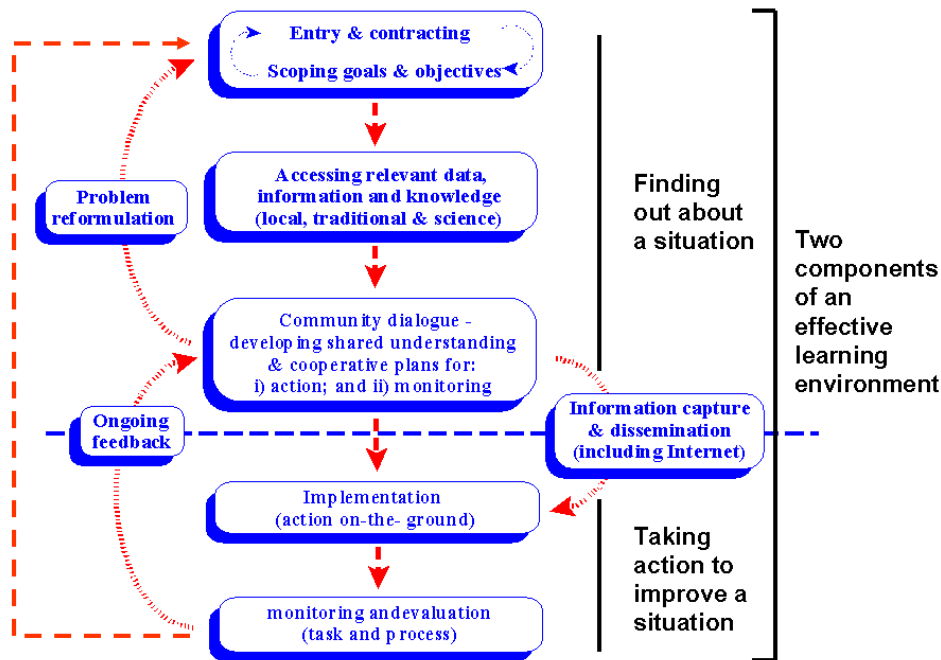 Entry & contracting
Scoping goals & objectives
Accessing relevant data,
information and knowledge
(local, traditional & science)
Problem
reformulation
Community dialogue -
developing shared understanding
& cooperative plans for:
i) action; and ii) monitoring
Ongoing
feedback
Information capture
& dissemination
(including Internet)
Implementation
(action on-the- ground)
monitoring andevaluation
(task and process)
Finding
out about
a situation
Taking
action to
improve a
situation
Two
components
of an
effective
learning
environment